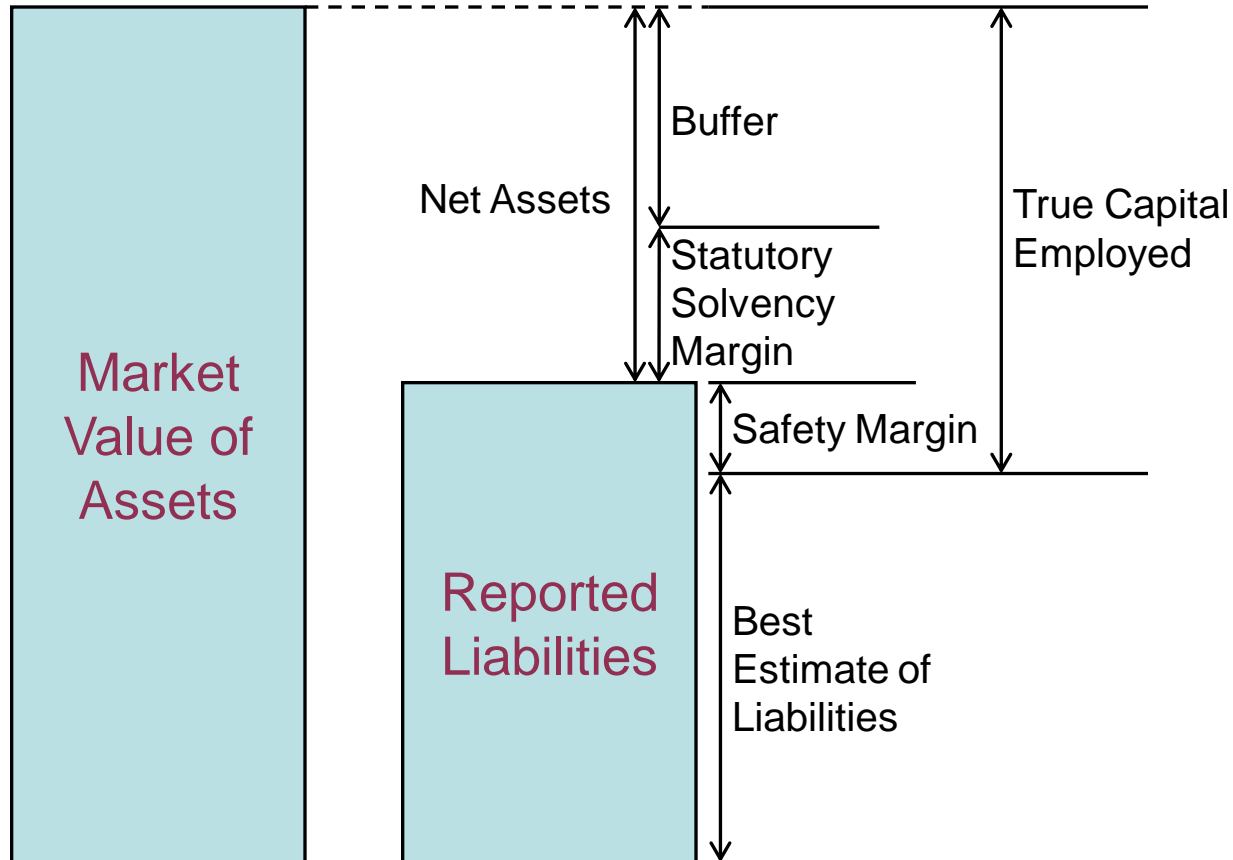 Market
Value of
Assets
Net Assets
Buffer
Statutory
Solvency
Margin
True Capital
Employed
Reported
Liabilities
Safety Margin
Best
Estimate of
Liabilities